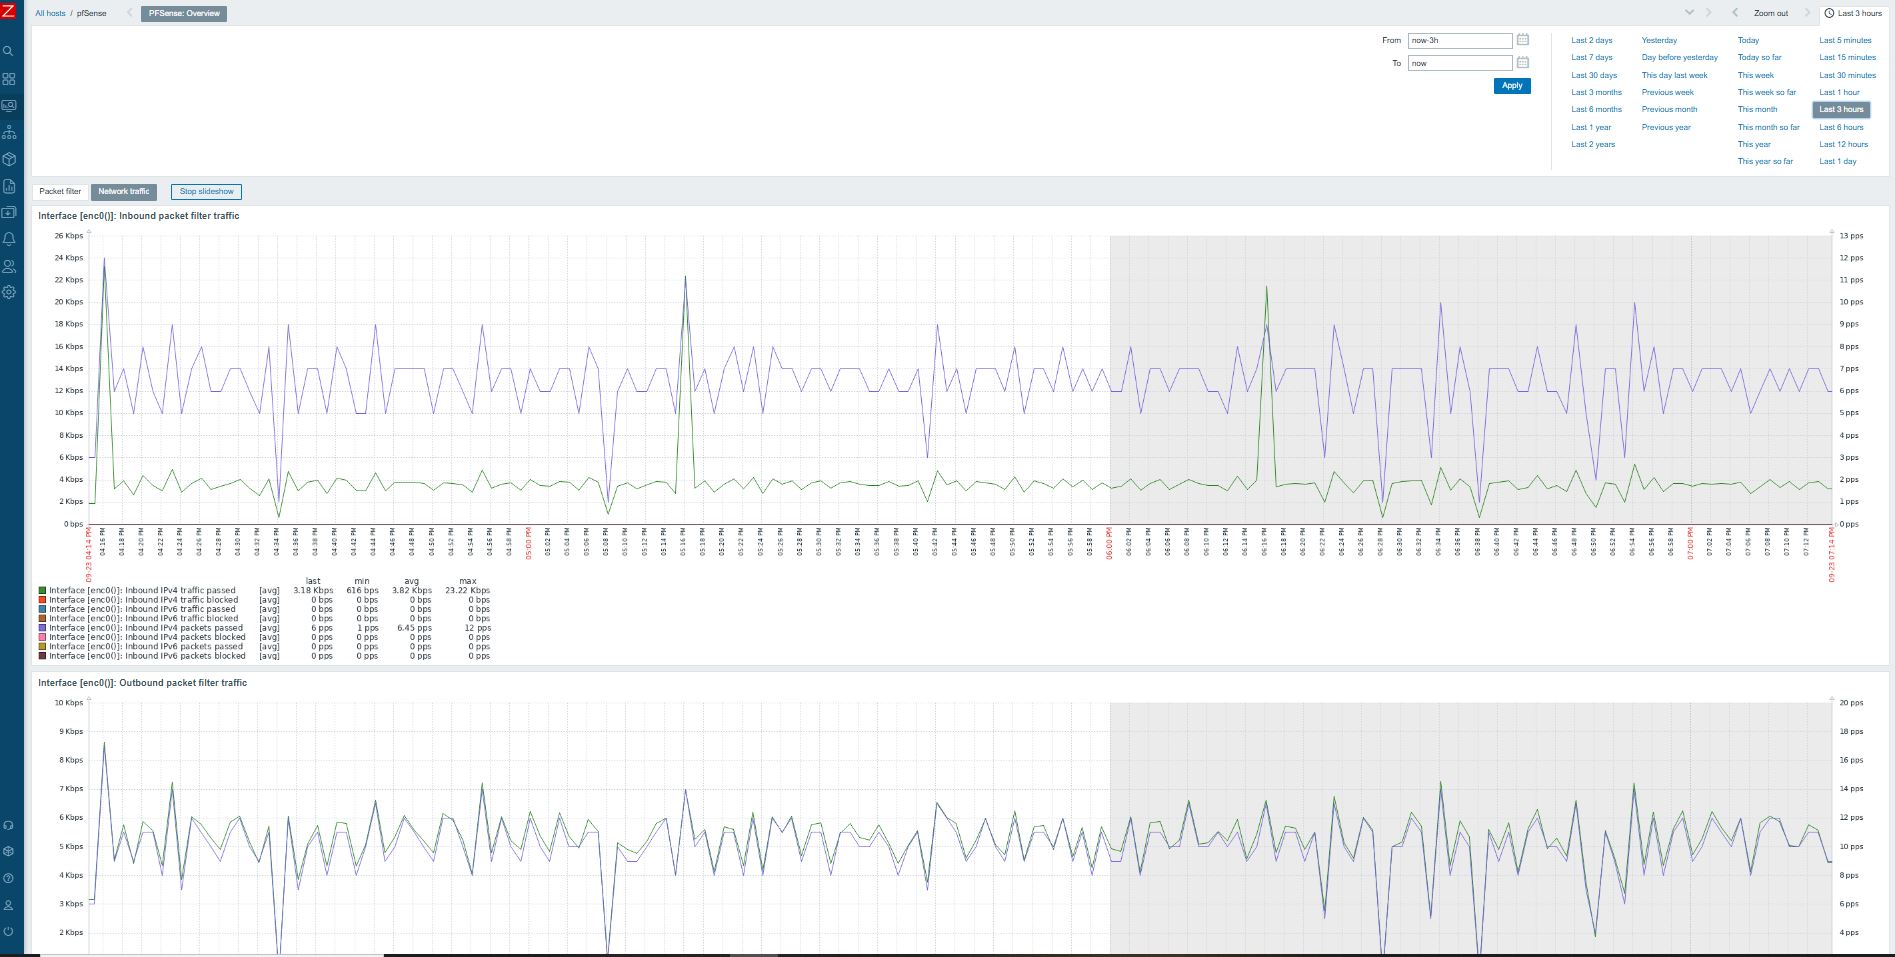 Z
All hosts / pfSense
PFSense: Overview
Zoom out
Last 3 hours
From now-3h
To now
Apply
Last 2 days Yesterday Today Last 5 minutes
Last 7 days Day before yesterday Today so far Last 15 minutes
Last 30 days This day last week This week Last 30 minutes
Last 3 months Previous week This week so far Last 1 hour
Last 6 months Previous month This month Last 3 hours
Last 1 year Previous year This month so far Last 6 hours
Last 2 years This year Last 12 hours
This year so far Last 1 day
Packet filter Network traffic Stop slideshow
Interface [enc0()]: Inbound packet filter traffic
26 Kbps 13 pps
24 Kbps 12 pps
22 Kbps 11 pps
20 Kbps 10 pps
18 Kbps 9 pps
16 Kbps 8 pps
14 Kbps 7 pps
12 Kbps 6 pps
10 Kbps 5 pps
8 Kbps 4 pps
6 Kbps 3 pps
4 Kbps 2 pps
2 Kbps 1 pps
0 bps 0 pps
09-23 04:14 PM
04:16 PM
04:18 PM
04:20 PM
04:22 PM
04:24 PM
04:26 PM
04:28 PM
04:30 PM
04:32 PM
04:34 PM
04:36 PM
04:38 PM
04:40 PM
04:42 PM
04:44 PM
04:46 PM
04:48 PM
04:50 PM
04:52 PM
04:54 PM
04:56 PM
04:58 PM
05:00 PM
05:02 PM
05:04 PM
05:06 PM
05:08 PM
05:10 PM
05:12 PM
05:14 PM
05:16 PM
05:18 PM
05:20 PM
05:22 PM
05:24 PM
05:26 PM
05:28 PM
05:30 PM
05:32 PM
05:34 PM
05:36 PM
05:38 PM
05:40 PM
05:42 PM
05:44 PM
05:46 PM
05:48 PM
05:50 PM
05:52 PM
05:54 PM
05:56 PM
05:58 PM
06:00 PM
06:02 PM
06:04 PM
06:06 PM
06:08 PM
06:10 PM
06:12 PM
06:14 PM
06:16 PM
06:18 PM
06:20 PM
06:22 PM
06:24 PM
06:26 PM
06:28 PM
06:30 PM
06:32 PM
06:34 PM
06:36 PM
06:38 PM
06:40 PM
06:42 PM
06:44 PM
06:46 PM
06:48 PM
06:50 PM
06:52 PM
06:54 PM
06:56 PM
06:58 PM
07:00 PM
07:02 PM
07:04 PM
07:06 PM
07:08 PM
07:10 PM
07:12 PM
09-23 07:14 PM
last min avg max
Interface [enc0()]: Inbound IPv4 traffic passed [avg] 3.18 Kbps 616 bps 3.82 Kbps 23.22 Kbps
Interface [enc0()]: Inbound IPv4 traffic blocked [avg] 0 bps 0 bps 0 bps 0 bps
Interface [enc0()]: Inbound IPv6 traffic passed [avg] 0 bps 0 bps 0 bps 0 bps
Interface [enc0()]: Inbound IPv6 traffic blocked [avg] 0 bps 0 bps 0 bps 0 bps
Interface [enc0()]: Inbound IPv4 packets passed [avg] 6 pps 1 pps 6.45 pps 12 pps
Interface [enc0()]: Inbound IPv4 packets blocked [avg] 0 pps 0 pps 0 pps 0 pps
Interface [enc0()]: Inbound IPv6 packets passed [avg] 0 pps 0 pps 0 pps 0 pps
Interface [enc0()]: Inbound IPv6 packets blocked [avg] 0 pps 0 pps 0 pps 0 pps
Interface [enc0()]: Outbound packet filter traffic
10 Kbps 20 pps
9 Kbps 18 pps
8 Kbps 16 pps
7 Kbps 14 pps
6 Kbps 12 pps
5 Kbps 10 pps
4 Kbps 8 pps
3 Kbps 6 pps
2 Kbps 4 pps